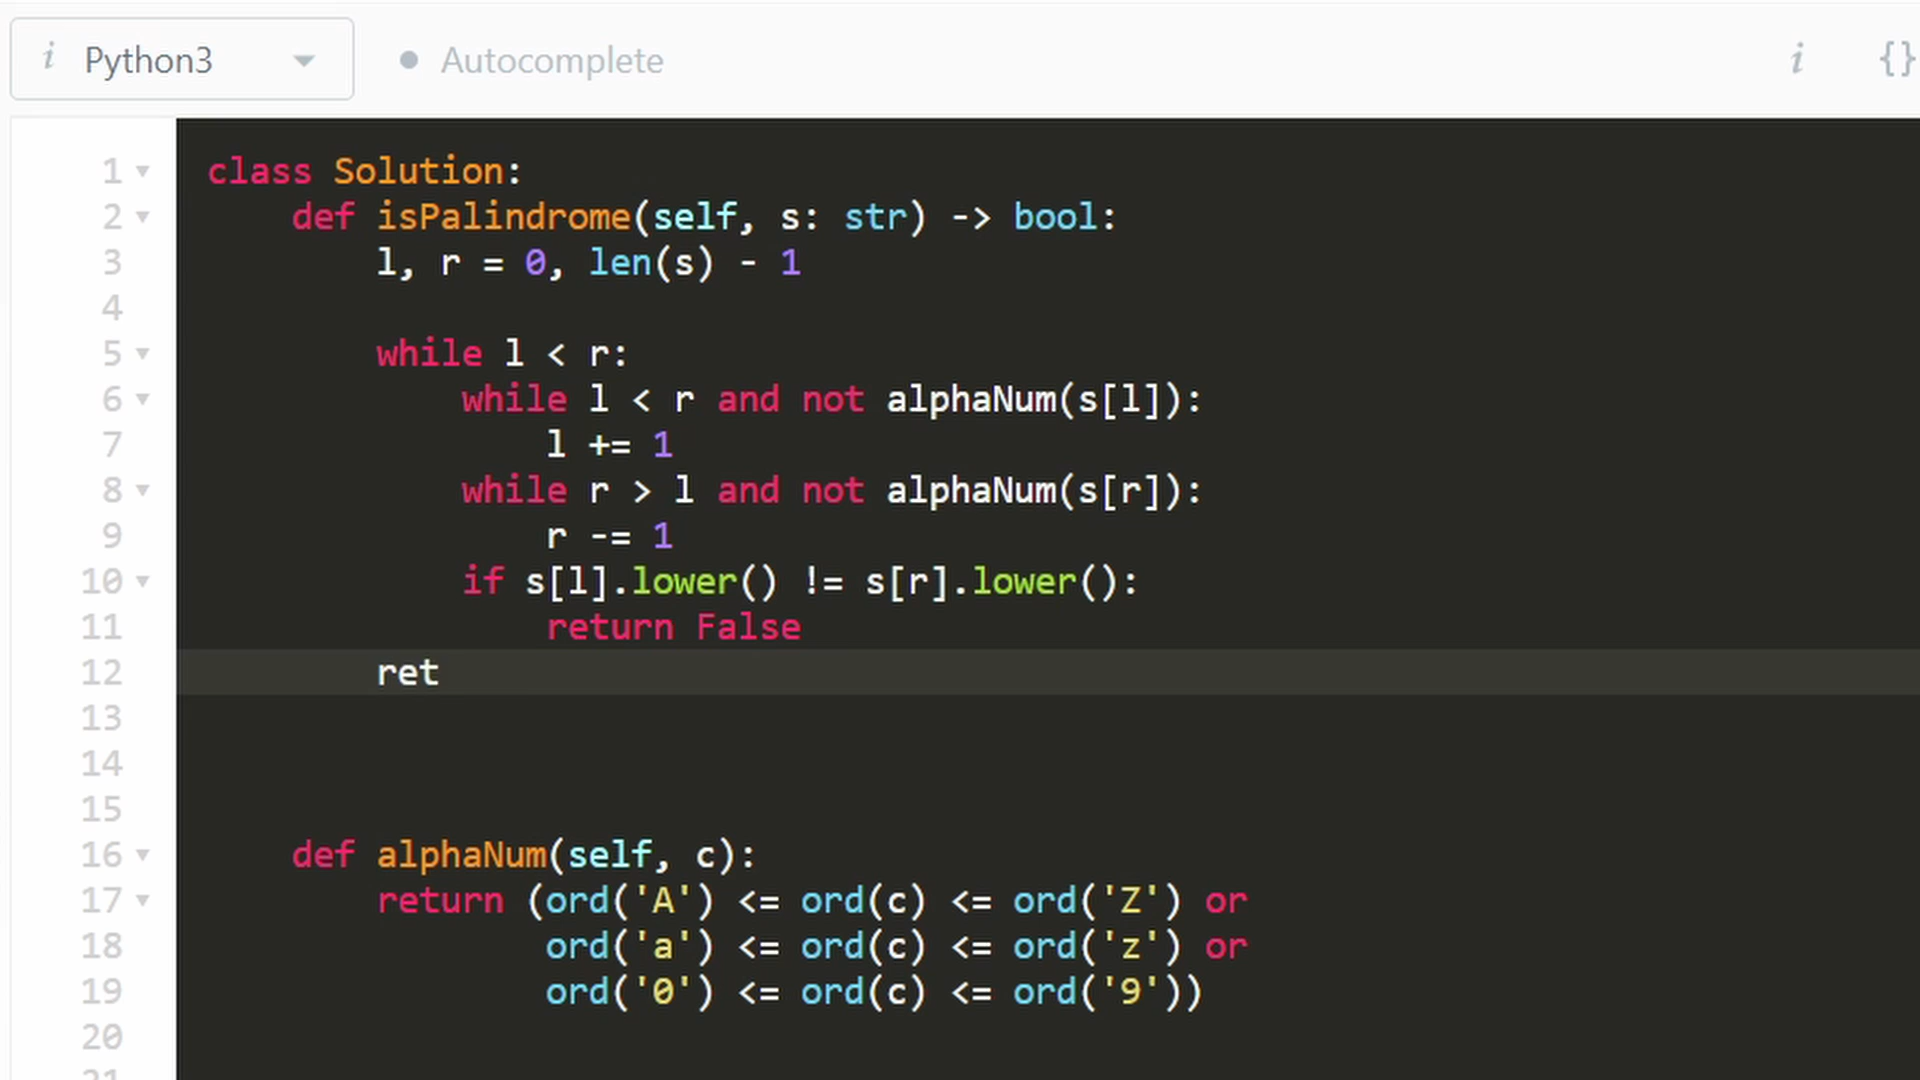 i Python3 Autocomplete i {}
1 class Solution:
2     def isPalindrome(self, s: str) -> bool:
3         l, r = 0, len(s) - 1
4
5         while l < r:
6             while l < r and not alphaNum(s[l]):
7                 l += 1
8             while r > l and not alphaNum(s[r]):
9                 r -= 1
10             if s[l].lower() != s[r].lower():
11                 return False
12         ret
13
14
15
16     def alphaNum(self, c):
17         return (ord('A') <= ord(c) <= ord('Z') or
18                 ord('a') <= ord(c) <= ord('z') or
19                 ord('0') <= ord(c) <= ord('9'))
20
21